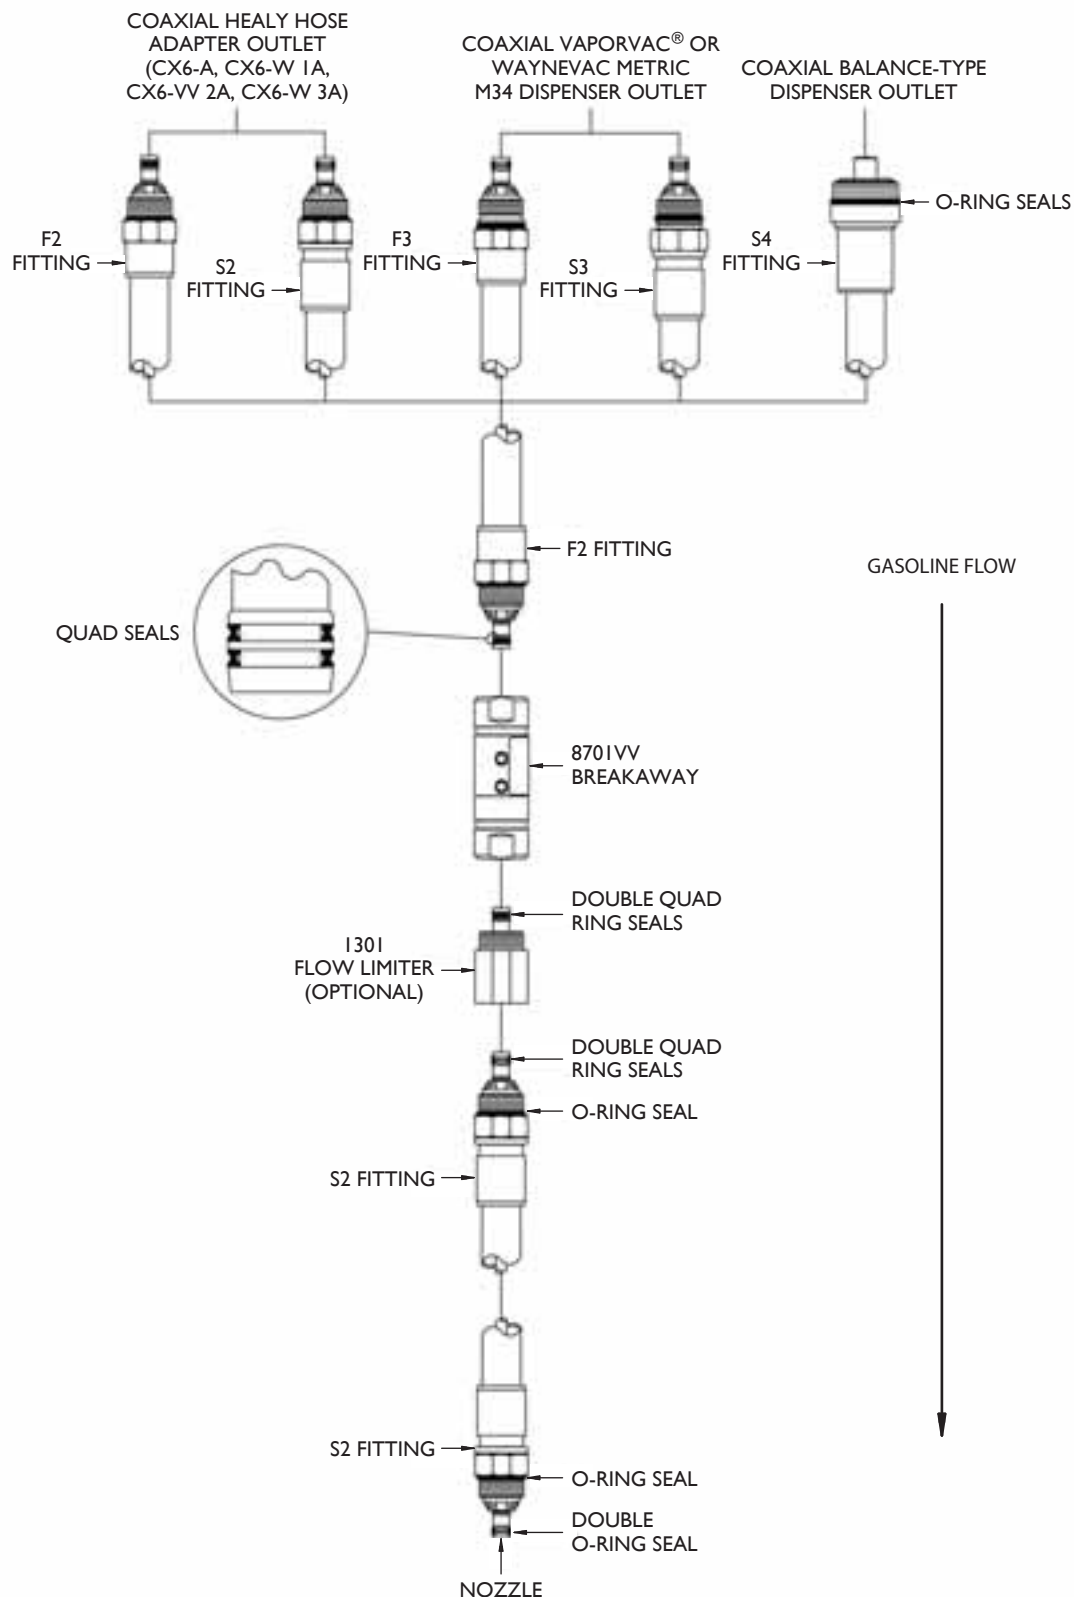 COAXIAL HEALY HOSE
ADAPTER OUTLET
(CX6-A, CX6-W 1A,
CX6-VV 2A, CX6-W 3A)
COAXIAL VAPORVAC® OR
WAYNEVAC METRIC
M34 DISPENSER OUTLET
COAXIAL BALANCE-TYPE
DISPENSER OUTLET
O-RING SEALS
F2
FITTING
S2
FITTING
F3
FITTING
S3
FITTING
S4
FITTING
F2 FITTING
GASOLINE FLOW
QUAD SEALS
8701VV
BREAKAWAY
DOUBLE QUAD
RING SEALS
1301
FLOW LIMITER
(OPTIONAL)
DOUBLE QUAD
RING SEALS
O-RING SEAL
S2 FITTING
S2 FITTING
O-RING SEAL
DOUBLE
O-RING SEAL
NOZZLE